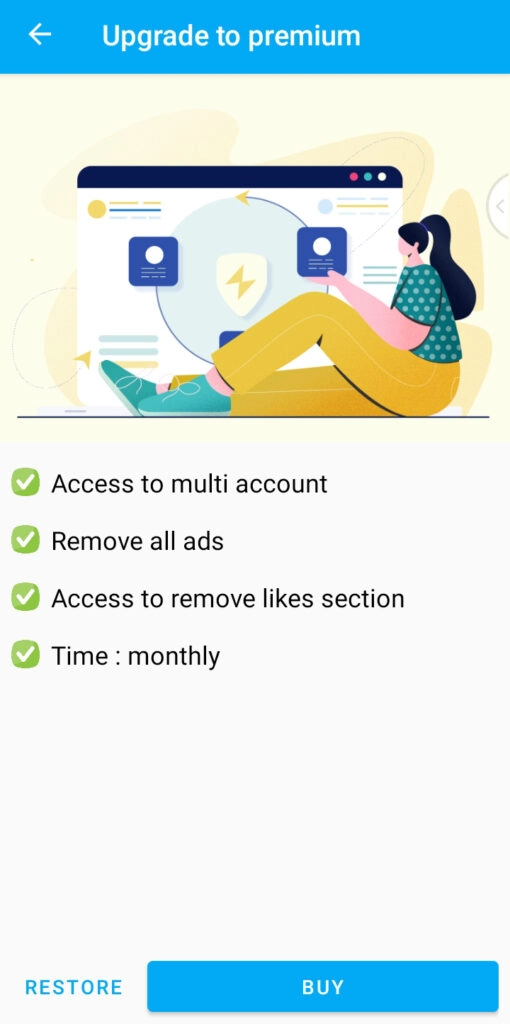 Upgrade to premium
Access to multi account
Remove all ads
Access to remove likes section
Time : monthly
RESTORE
BUY